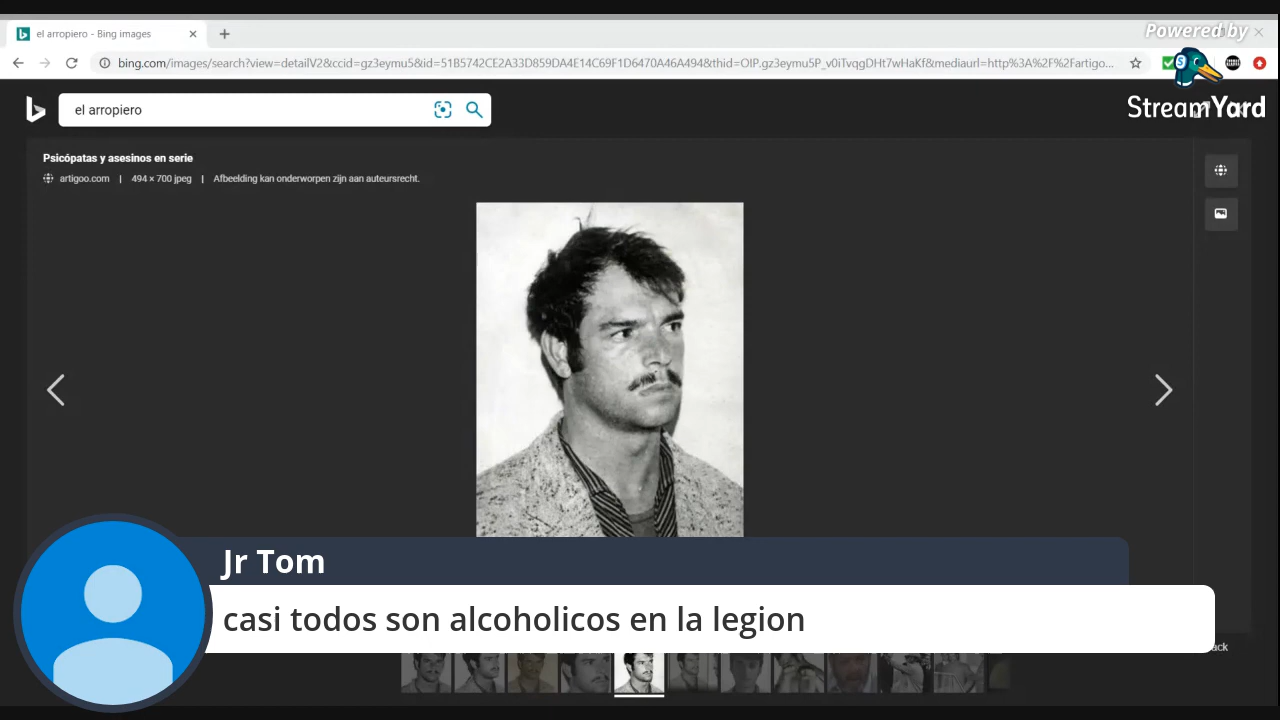 el arropiero - Bing images
Powered by
bing.com/images/search?view=detailV2&ccid=gz3eymu5&id=51B5742CE2A33D859DA4E14C69F1D6470A46A494&thid=OIP.gz3eymu5P_v0iTvqgDHt7wHaKf&mediaurl=http%3A%2F%2Fartigo...
StreamYard
el arropiero
Psicópatas y asesinos en serie
artigoo.com | 494 × 700 jpeg | Afbeelding kan onderworpen zijn aan auteursrecht.
Jr Tom
casi todos son alcoholicos en la legion
ack